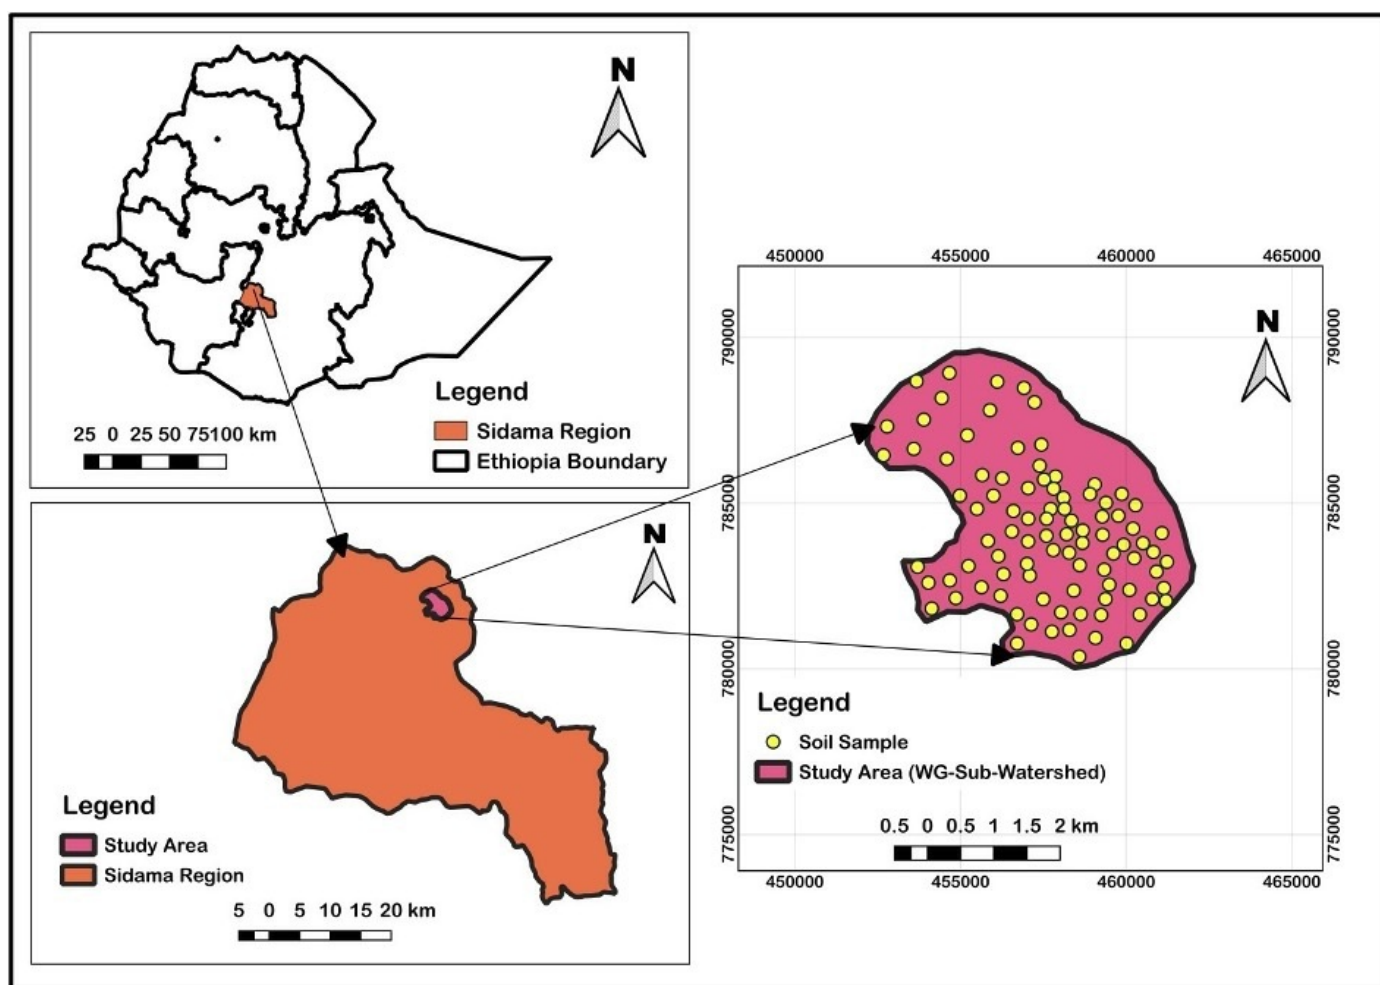 N
Legend
Sidama Region
Ethiopia Boundary
25 0 25 50 75100 km
N
Legend
Study Area
Sidama Region
5 0 5 10 15 20 km
450000 455000 460000 465000
790000 785000 780000 775000
N
790000 785000 780000 775000
Legend
Soil Sample
Study Area (WG-Sub-Watershed)
0.5 0 0.5 1 1.5 2 km
450000 455000 460000 465000